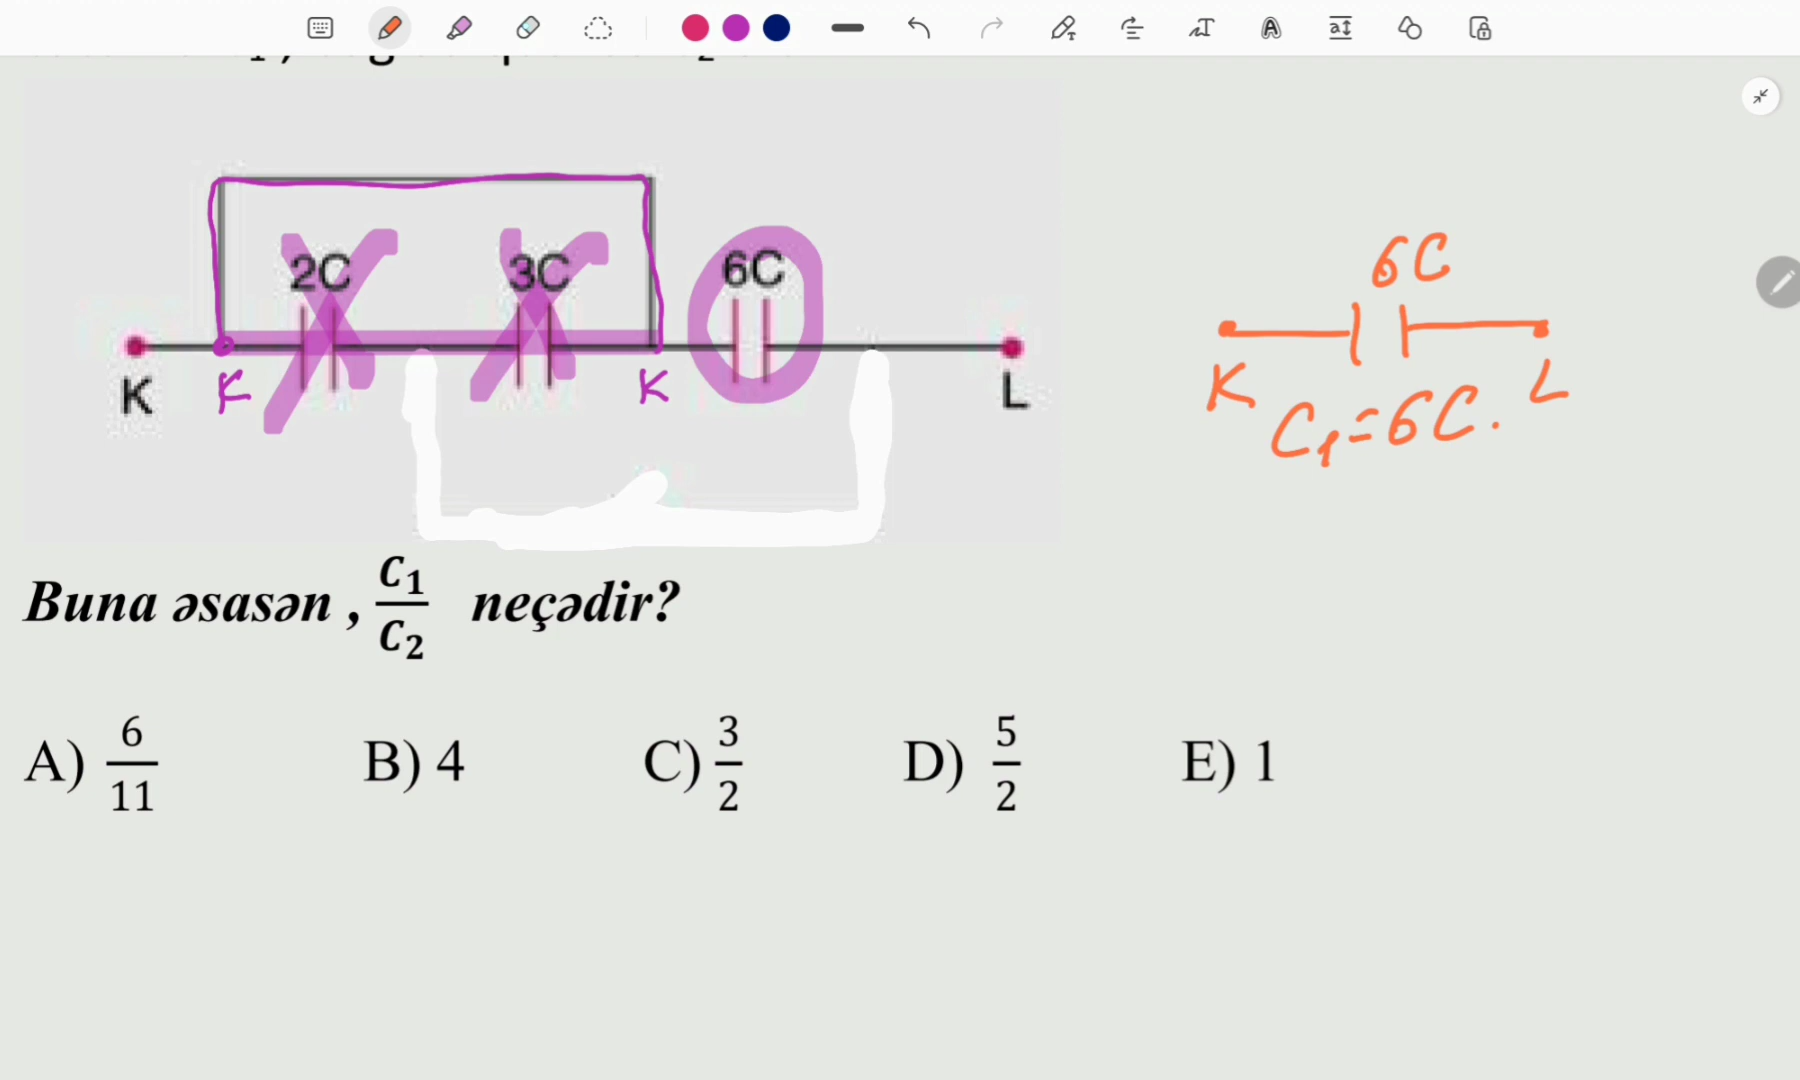 2C 3C 6C
K K K L
6C
K L
C₁=6C.
Buna əsasən , C₁/C₂ neçədir?
A) 6/11 B) 4 C) 3/2 D) 5/2 E) 1